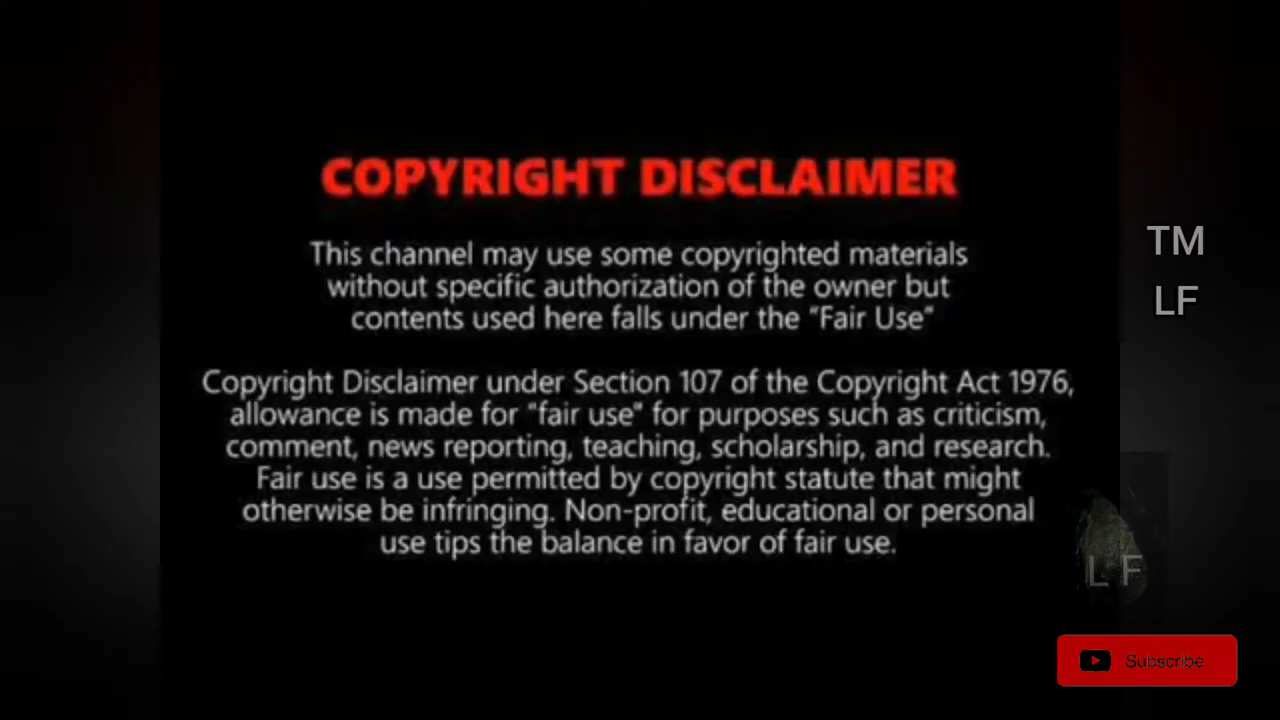 COPYRIGHT DISCLAIMER
This channel may use some copyrighted materials
without specific authorization of the owner but
contents used here falls under the "Fair Use"
Copyright Disclaimer under Section 107 of the Copyright Act 1976,
allowance is made for "fair use" for purposes such as criticism,
comment, news reporting, teaching, scholarship, and research.
Fair use is a use permitted by copyright statute that might
otherwise be infringing. Non-profit, educational or personal
use tips the balance in favor of fair use.
TM
LF
L F
Subscribe